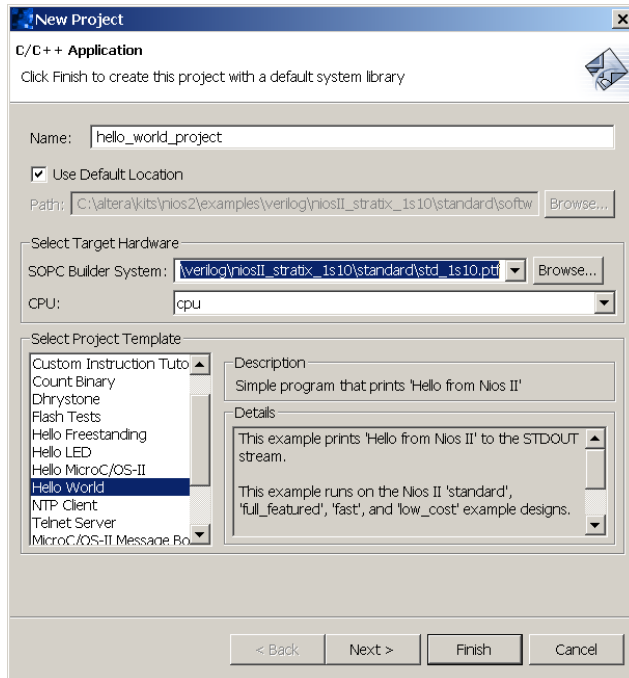 New Project
C/C++ Application
Click Finish to create this project with a default system library
Name: hello_world_project
Use Default Location
Path: C:\altera\kits\nios2\examples\verilog\niosII_stratix_1s10\standard\softw Browse...
Select Target Hardware
SOPC Builder System: \verilog\niosII_stratix_1s10\standard\std_1s10.ptf Browse...
CPU: cpu
Select Project Template
Custom Instruction Tuto
Count Binary
Dhrystone
Flash Tests
Hello Freestanding
Hello LED
Hello MicroC/OS-II
Hello World
NTP Client
Telnet Server
MicroC/OS-II Message Bo
Description
Simple program that prints 'Hello from Nios II'
Details
This example prints 'Hello from Nios II' to the STDOUT
stream.
This example runs on the Nios II 'standard',
'full_featured', 'fast', and 'low_cost' example designs.
< Back Next > Finish Cancel